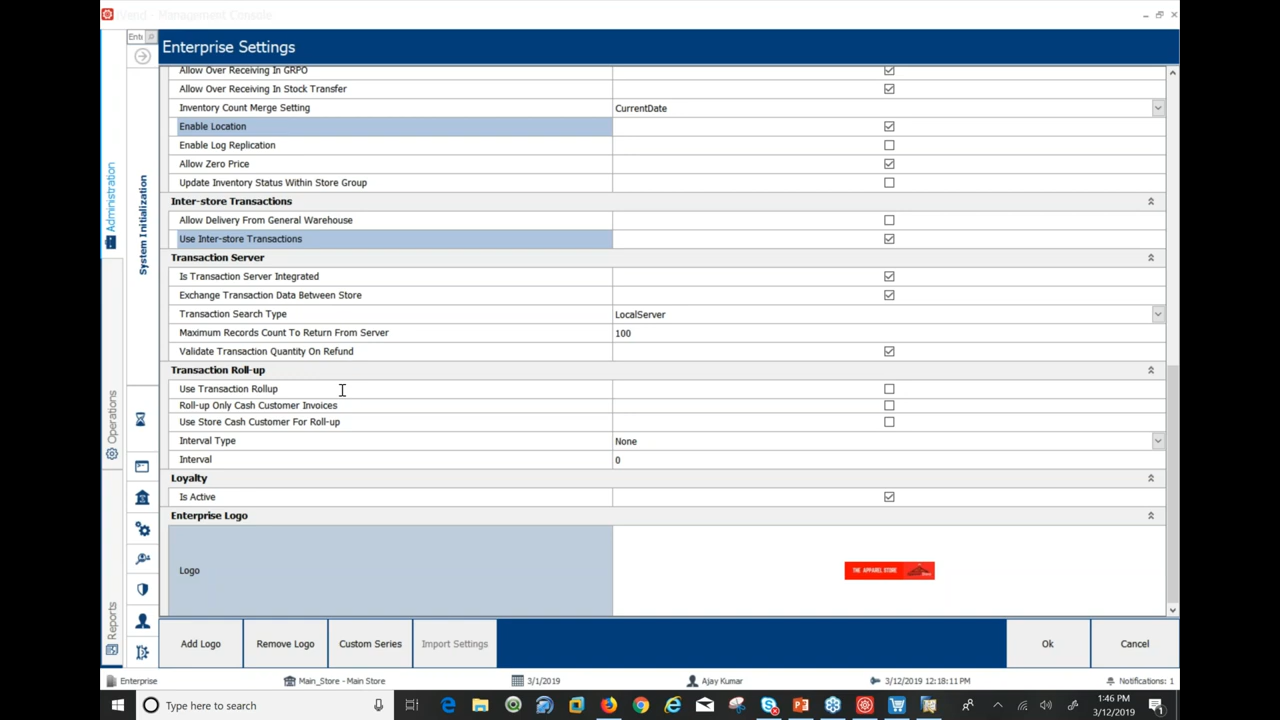 Wand - Management Console
Ente
Enterprise Settings
Allow Over Receiving In GRPO
Allow Over Receiving In Stock Transfer
Inventory Count Merge Setting CurrentDate
Enable Location
Enable Log Replication
Allow Zero Price
Update Inventory Status Within Store Group
Inter-store Transactions
Allow Delivery From General Warehouse
Use Inter-store Transactions
Transaction Server
Is Transaction Server Integrated
Exchange Transaction Data Between Store
Transaction Search Type LocalServer
Maximum Records Count To Return From Server 100
Validate Transaction Quantity On Refund
Transaction Roll-up
Use Transaction Rollup
Roll-up Only Cash Customer Invoices
Use Store Cash Customer For Roll-up
Interval Type None
Interval 0
Loyalty
Is Active
Enterprise Logo
Logo
THE APPAREL STORE
Administration
System Initialization
Operations
Reports
Add Logo Remove Logo Custom Series Import Settings Ok Cancel
Enterprise Main_Store - Main Store 3/1/2019 Ajay Kumar 3/12/2019 12:18:11 PM Notifications: 1
Type here to search
1:46 PM
3/12/2019
1